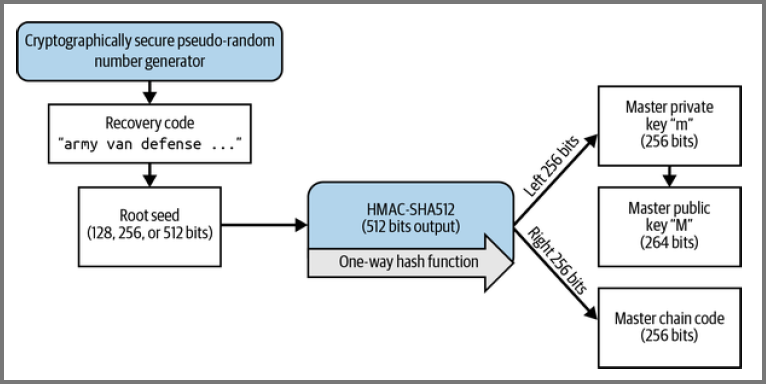 Cryptographically secure pseudo-random
number generator
Recovery code
"army van defense ..."
Root seed
(128, 256, or 512 bits)
HMAC-SHA512
(512 bits output)
One-way hash function
Left 256 bits
Right 256 bits
Master private
key “m”
(256 bits)
Master public
key “M”
(264 bits)
Master chain code
(256 bits)